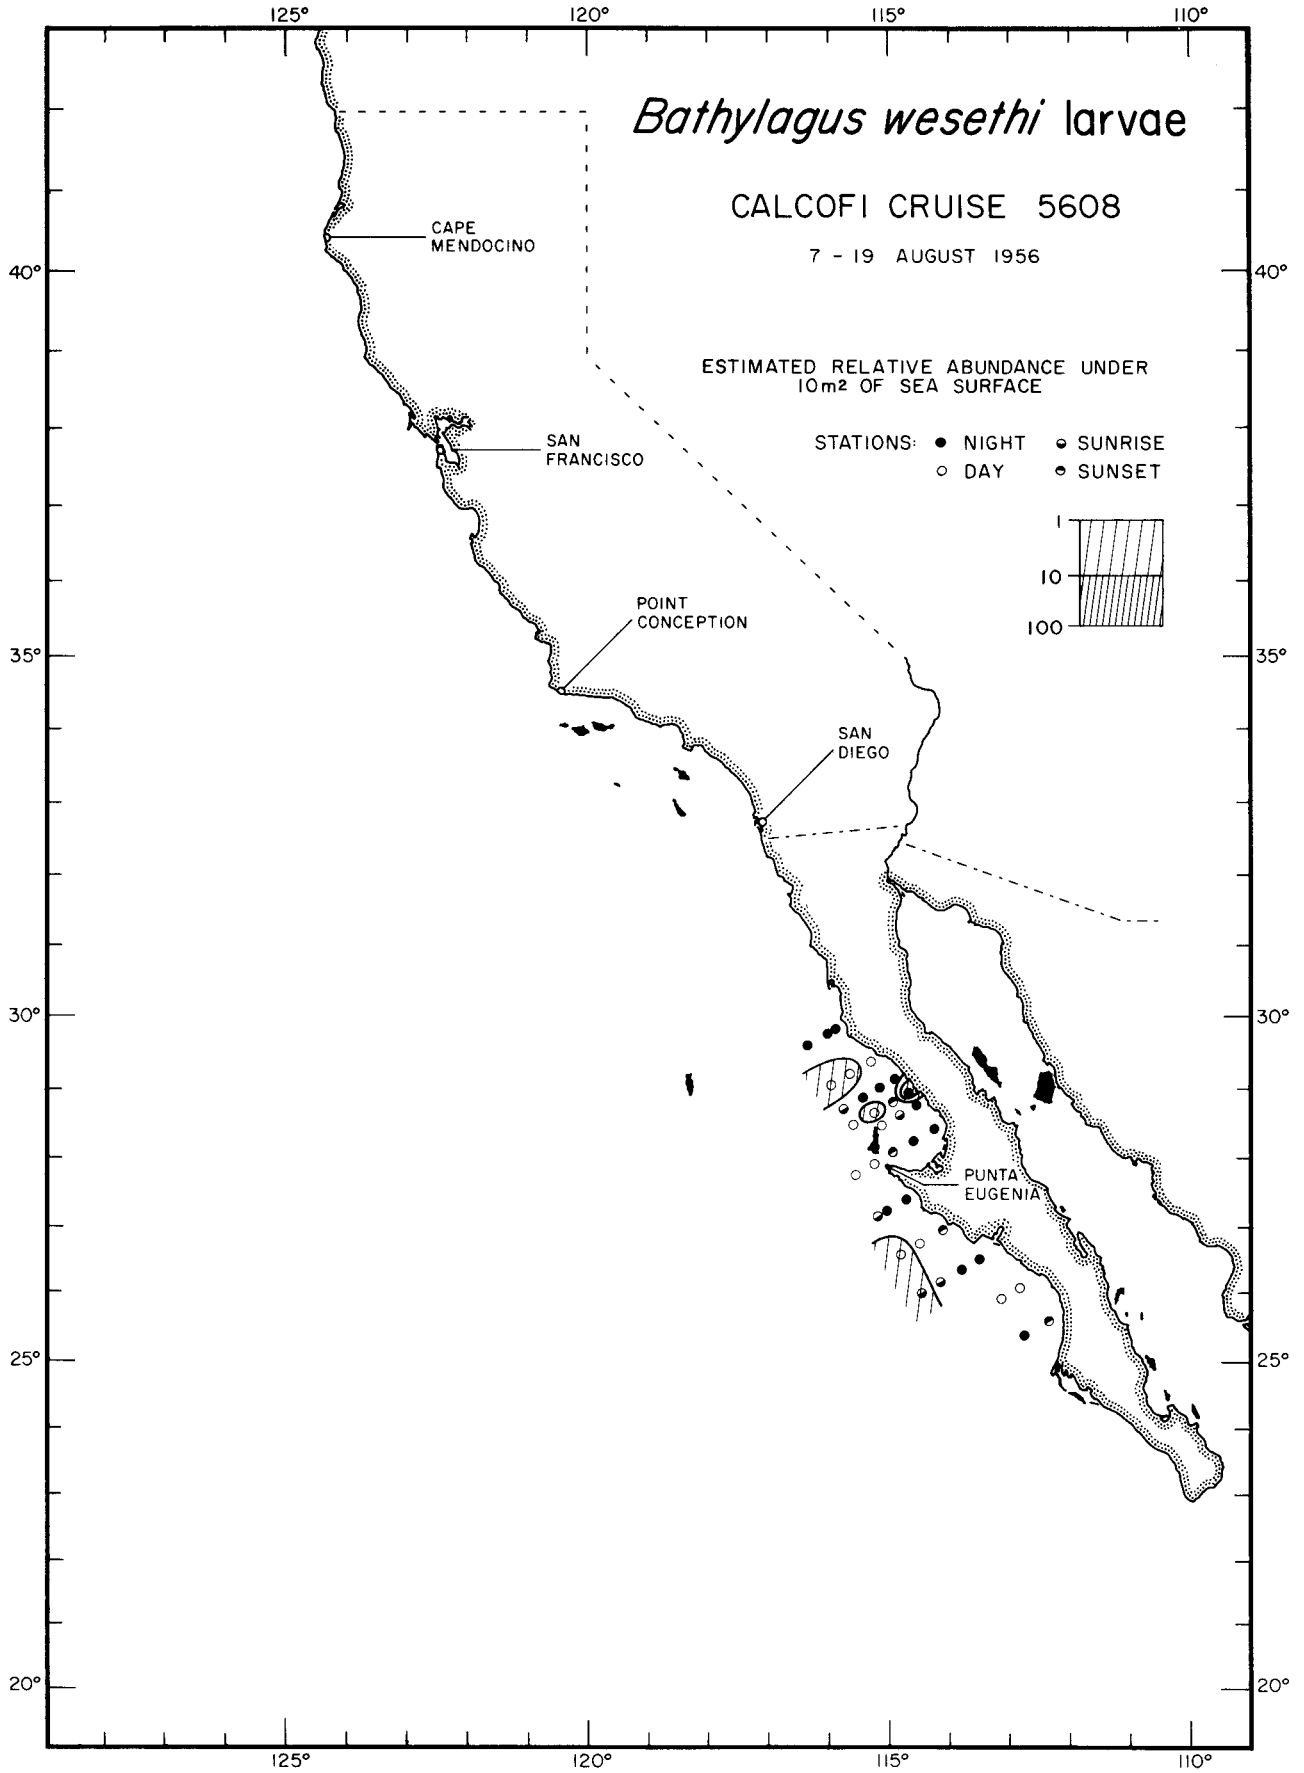 125° 120° 115° 110°
Bathylagus wesethi larvae
CALCOFI CRUISE 5608
7 - 19 AUGUST 1956
CAPE
MENDOCINO
40° 40°
ESTIMATED RELATIVE ABUNDANCE UNDER
10m2 OF SEA SURFACE
STATIONS: NIGHT SUNRISE
DAY SUNSET
SAN
FRANCISCO
1
10
100
POINT
CONCEPTION
35° 35°
SAN
DIEGO
30° 30°
PUNTA
EUGENIA
25° 25°
20° 20°
125° 120° 115° 110°